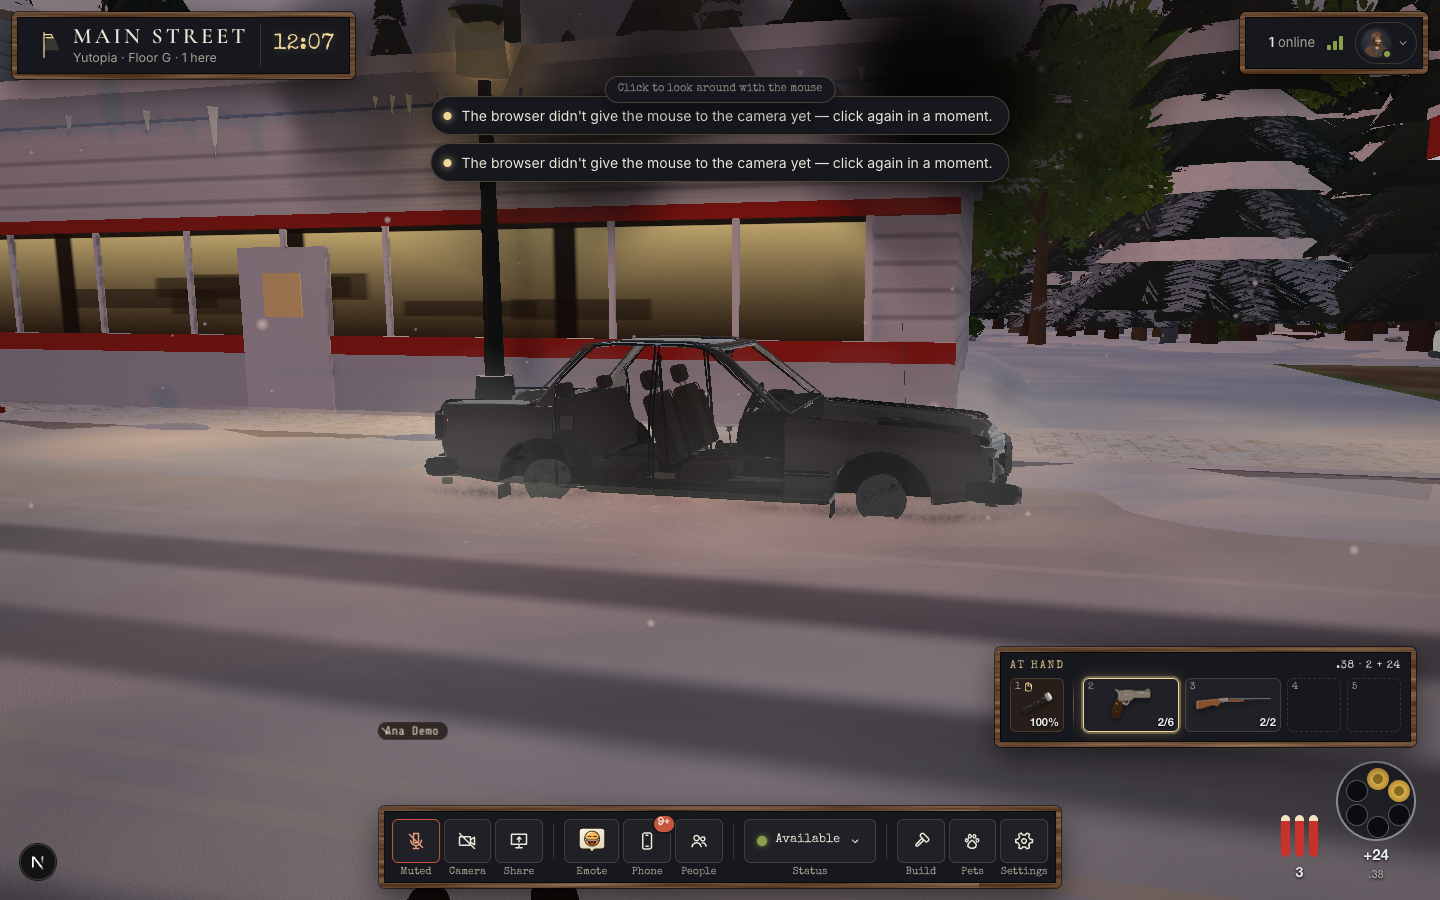 MAIN STREET
Yutopia · Floor G · 1 here
12:07
1 online
Click to look around with the mouse
The browser didn't give the mouse to the camera yet — click again in a moment.
The browser didn't give the mouse to the camera yet — click again in a moment.
AT HAND
.38 · 2 + 24
1
100%
2
2/6
3
2/2
4
5
Ana Demo
9+
Available
Muted
Camera
Share
Emote
Phone
People
Status
Build
Pets
Settings
N
3
+24
.38